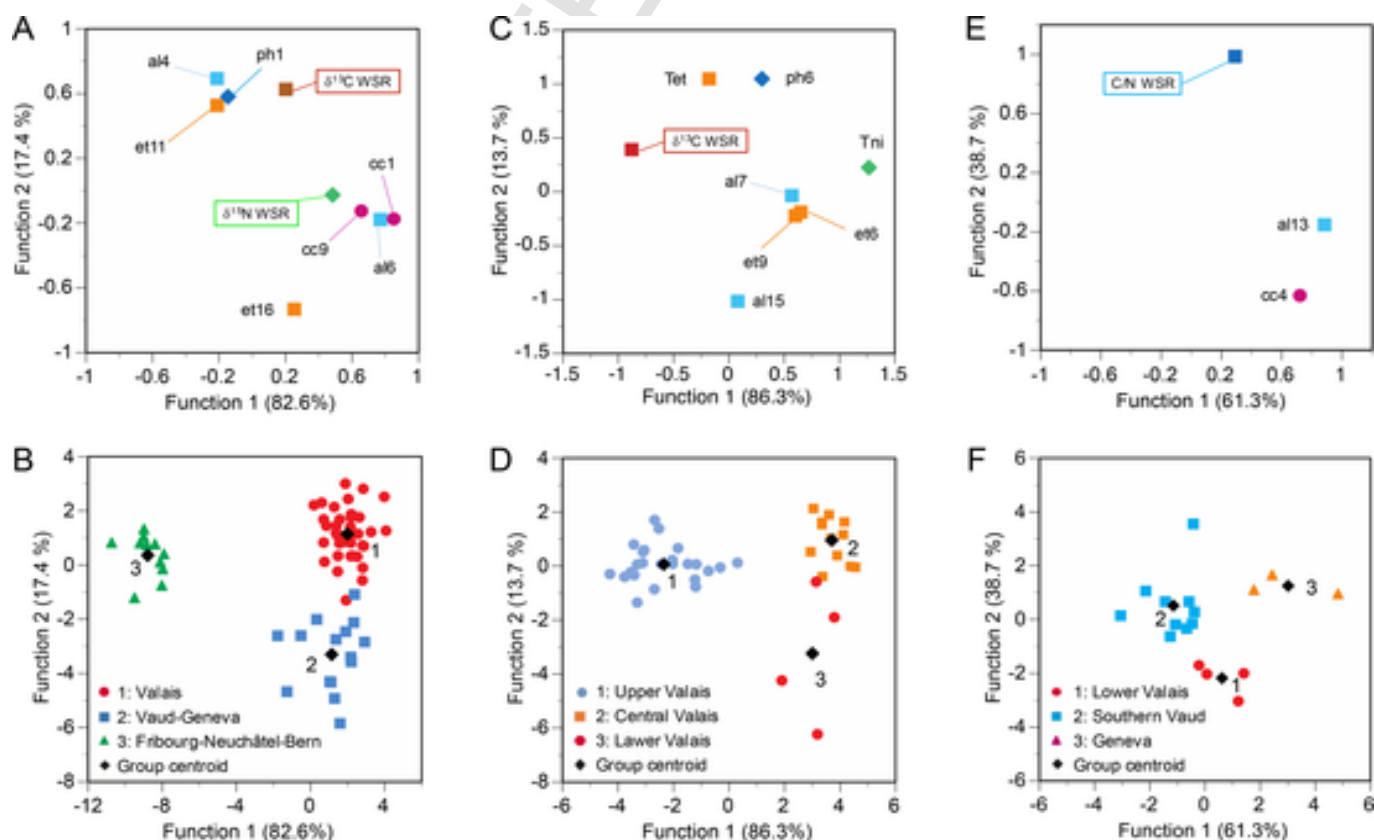 A
1
0.6
0.2
-0.2
-0.6
-1
Function 2 (17.4 %)
al4
ph1
δ¹³C WSR
et11
cc1
δ¹⁵N WSR
cc9
al6
et16
-1
-0.6
-0.2
0.2
0.6
1
Function 1 (82.6%)
C
1.5
1
0.5
0
-0.5
-1
-1.5
Function 2 (13.7 %)
Tet
ph6
δ¹³C WSR
Tni
al7
et6
et9
al15
-1.5
-1
-0.5
0
0.5
1
1.5
Function 1 (86.3%)
E
1
0.6
0.2
-0.2
-0.6
-1
Function 2 (38.7 %)
C/N WSR
al13
cc4
-1
-0.6
-0.2
0.2
0.6
1
Function 1 (61.3%)
B
4
2
0
-2
-4
-6
-8
Function 2 (17.4 %)
3
1
2
1: Valais
2: Vaud-Geneva
3: Fribourg-Neuchâtel-Bern
Group centroid
-12
-8
-4
0
4
Function 1 (82.6%)
D
4
2
0
-2
-4
-6
-8
Function 2 (13.7 %)
1
2
3
1: Upper Valais
2: Central Valais
3: Lawer Valais
Group centroid
-6
-4
-2
0
2
4
6
Function 1 (86.3%)
F
6
4
2
0
-2
-4
-6
Function 2 (38.7 %)
2
3
1
1: Lower Valais
2: Southern Vaud
3: Geneva
Group centroid
-6
-4
-2
0
2
4
6
Function 1 (61.3%)